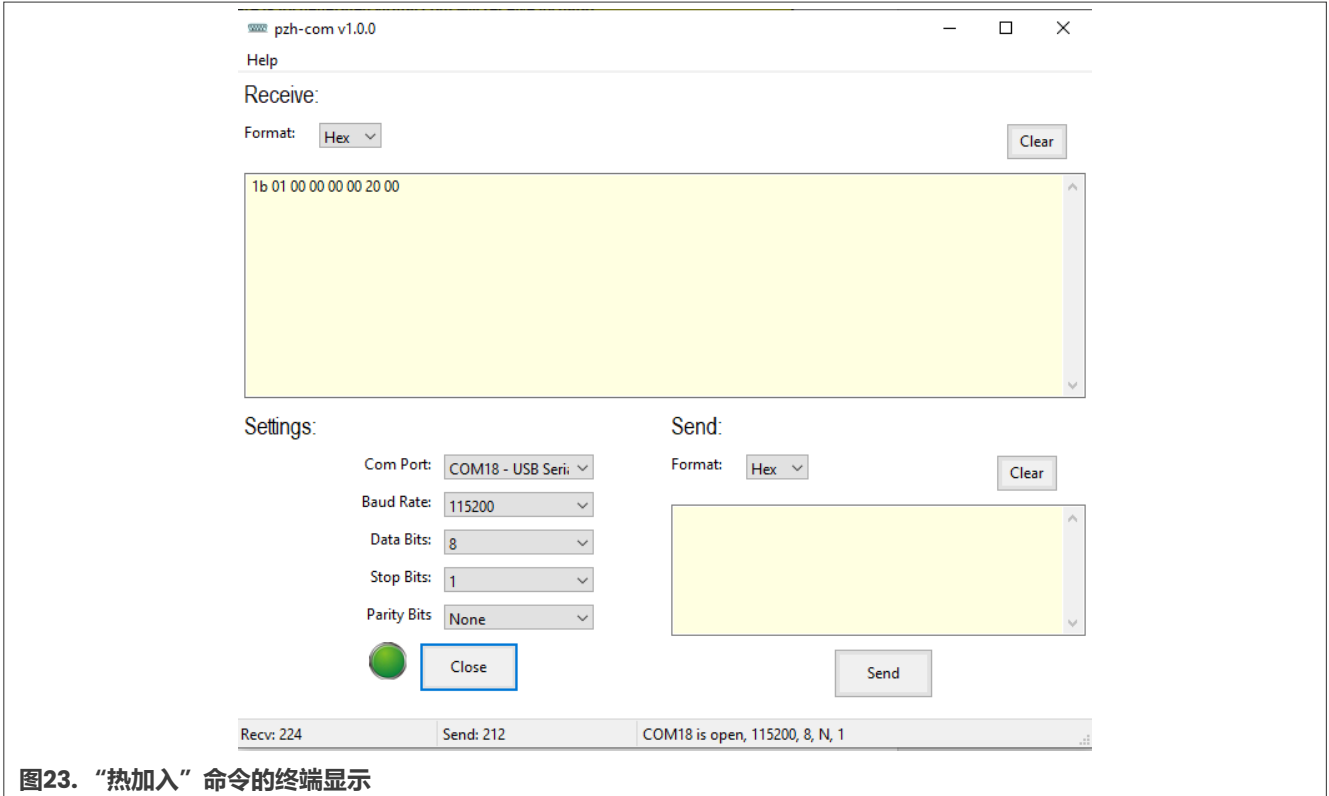 pzh-com v1.0.0
Help
Receive:
Format: Hex
Clear
1b 01 00 00 00 00 20 00
Settings:
Send:
Com Port: COM18 - USB Seri
Format: Hex
Clear
Baud Rate: 115200
Data Bits: 8
Stop Bits: 1
Parity Bits None
Close
Send
Recv: 224
Send: 212
COM18 is open, 115200, 8, N, 1
图23. “热加入”命令的终端显示